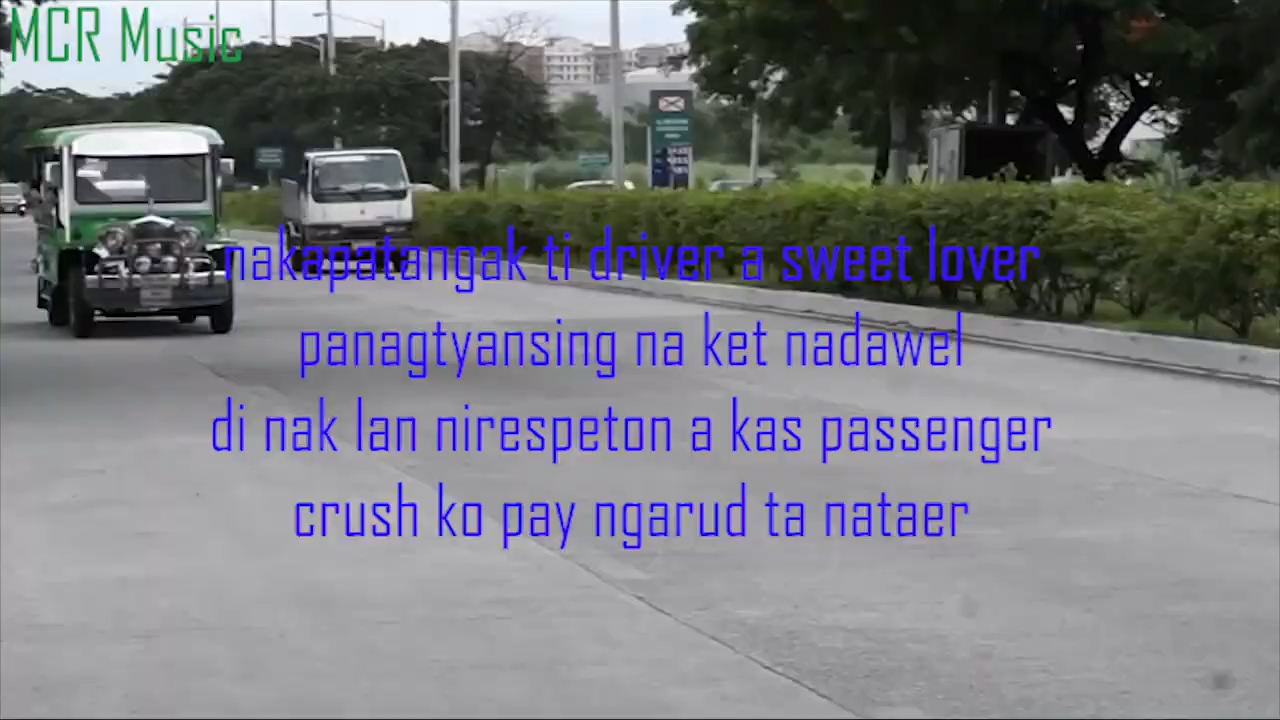 MCR Music
nakapatangak ti driver a sweet lover
panagtyansing na ket nadawel
di nak lan nirespeton a kas passenger
crush ko pay ngarud ta nataer